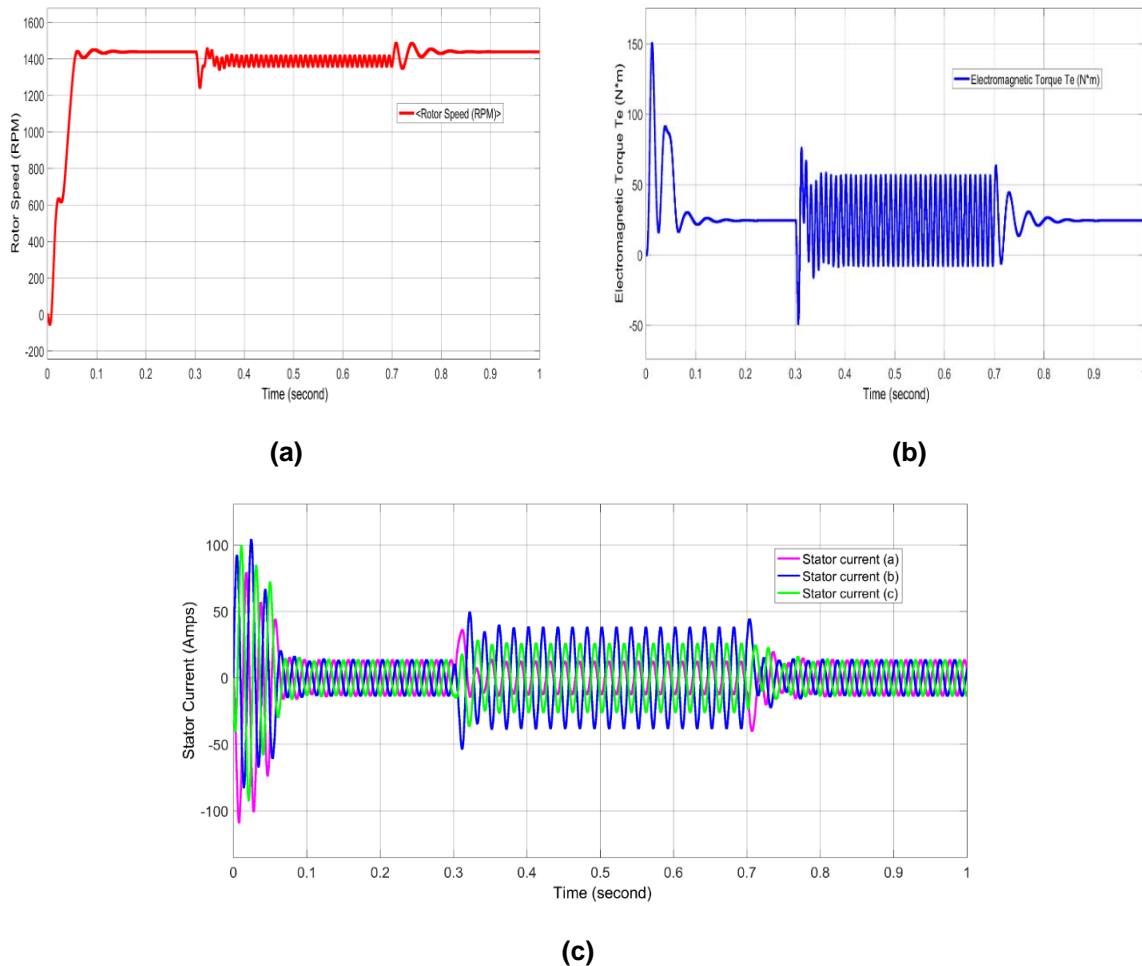 1600
1400
1200
1000
800
600
400
200
0
-200
Rotor Speed (RPM)
<Rotor Speed (RPM)>
0 0.1 0.2 0.3 0.4 0.5 0.6 0.7 0.8 0.9 1
Time (second)
(a)
150
100
50
0
-50
Electromagnetic Torque Te (N*m)
Electromagnetic Torque Te (N*m)
0 0.1 0.2 0.3 0.4 0.5 0.6 0.7 0.8 0.9 1
Time (second)
(b)
100
50
0
-50
-100
Stator Current (Amps)
Stator current (a)
Stator current (b)
Stator current (c)
0 0.1 0.2 0.3 0.4 0.5 0.6 0.7 0.8 0.9 1
Time (second)
(c)